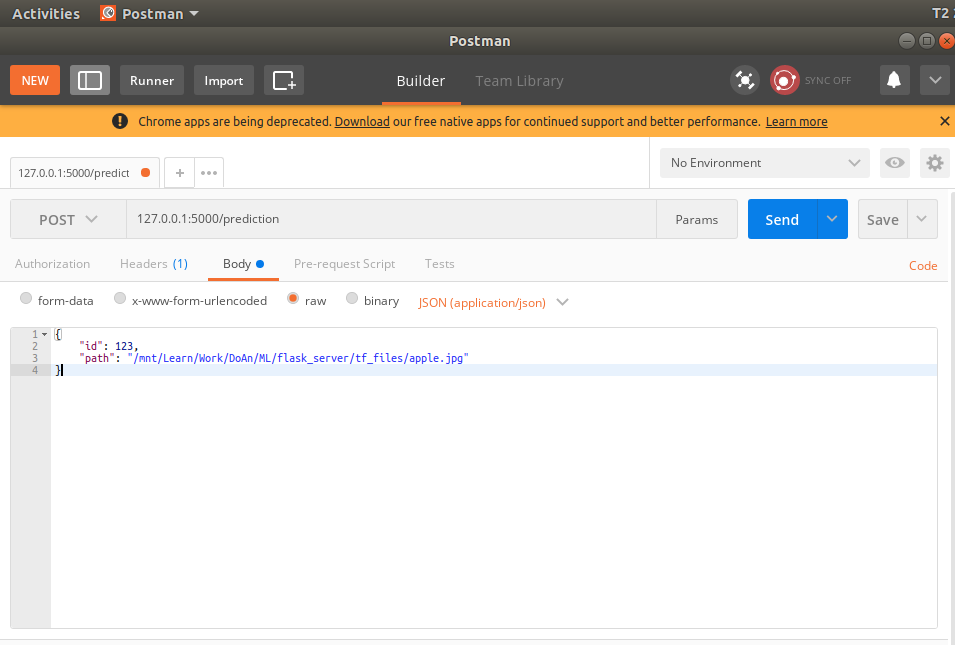 Activities Postman T2
Postman
NEW Runner Import Builder Team Library SYNC OFF
! Chrome apps are being deprecated. Download our free native apps for continued support and better performance. Learn more
127.0.0.1:5000/predict + ••• No Environment
POST 127.0.0.1:5000/prediction Params Send Save
Authorization Headers (1) Body Pre-request Script Tests Code
form-data x-www-form-urlencoded raw binary JSON (application/json)
1 {
2 "id": 123,
3 "path": "/mnt/Learn/Work/DoAn/ML/flask_server/tf_files/apple.jpg"
4 }